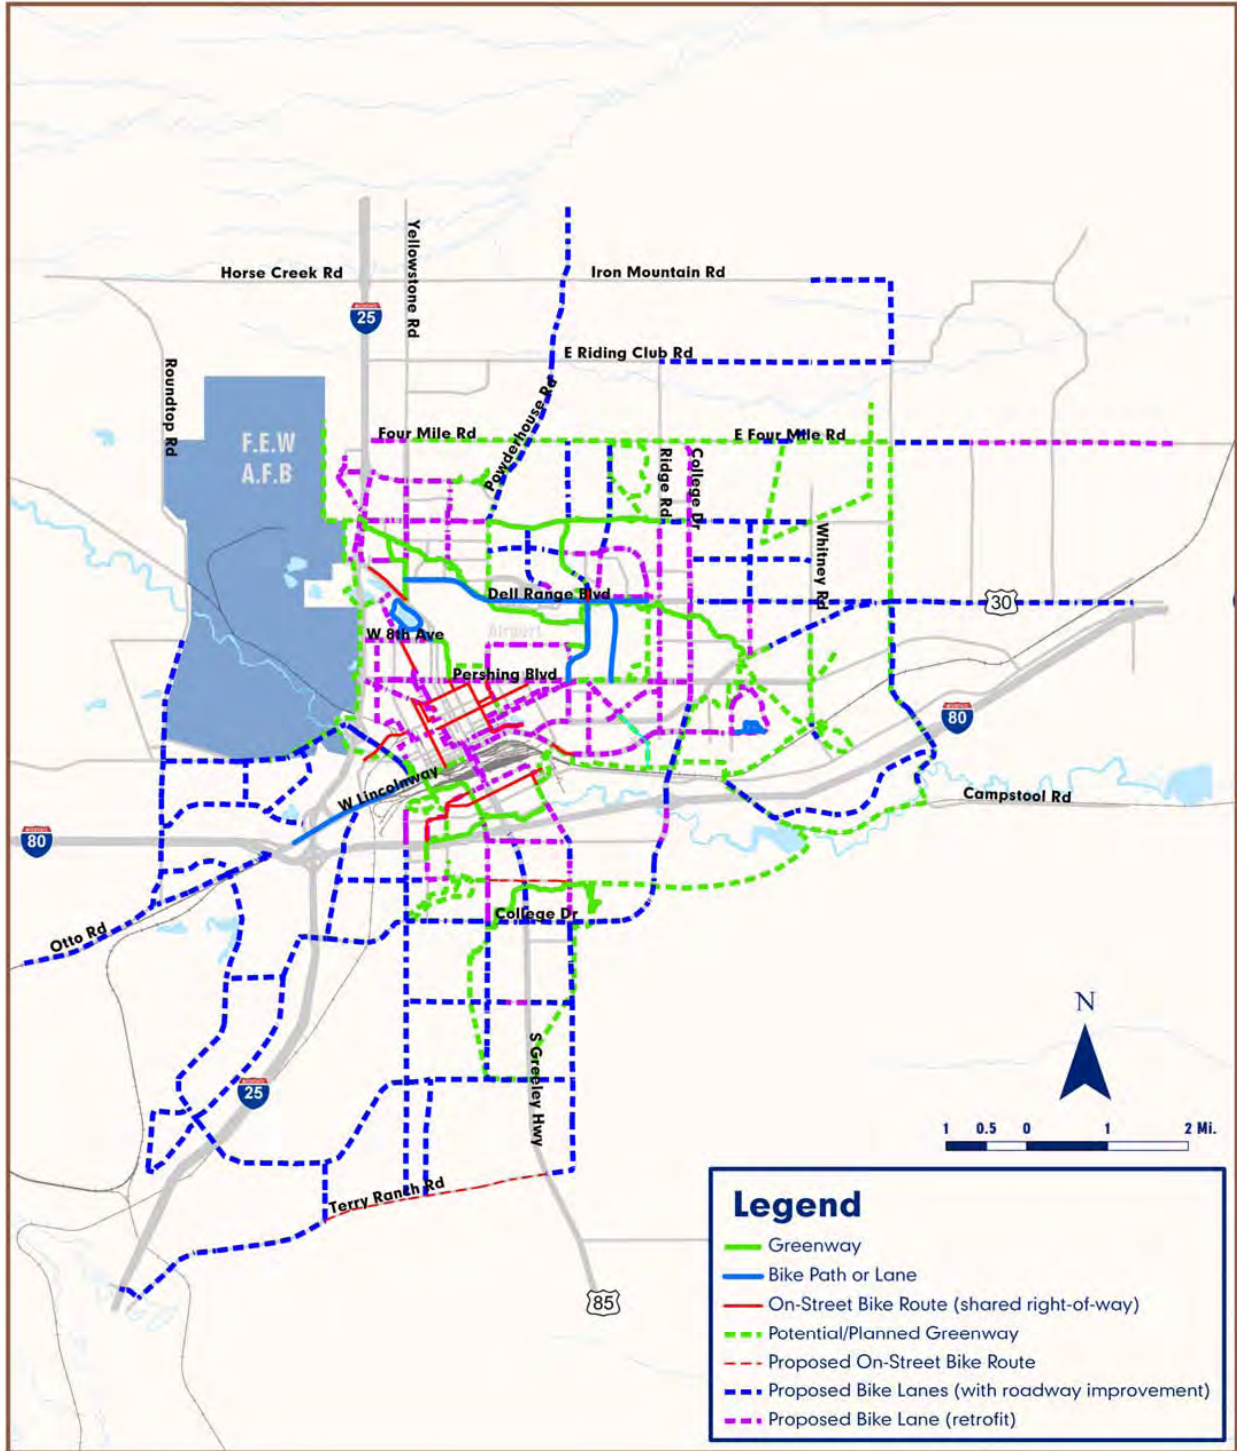 Horse Creek Rd
Iron Mountain Rd
Yellowstone Rd
25
E Riding Club Rd
Roundtop Rd
Powderhouse Rd
F.E.W
A.F.B
Four Mile Rd
E Four Mile Rd
Ridge Rd
College Dr
Whitney Rd
Dell Range Blvd
30
W 8th Ave
Airport
Pershing Blvd
80
W Lincolnway
Campstool Rd
80
College Dr
Otto Rd
S Greeley Hwy
25
N
1 0.5 0 1 2 Mi.
Terry Ranch Rd
85
Legend
Greenway
Bike Path or Lane
On-Street Bike Route (shared right-of-way)
Potential/Planned Greenway
Proposed On-Street Bike Route
Proposed Bike Lanes (with roadway improvement)
Proposed Bike Lane (retrofit)